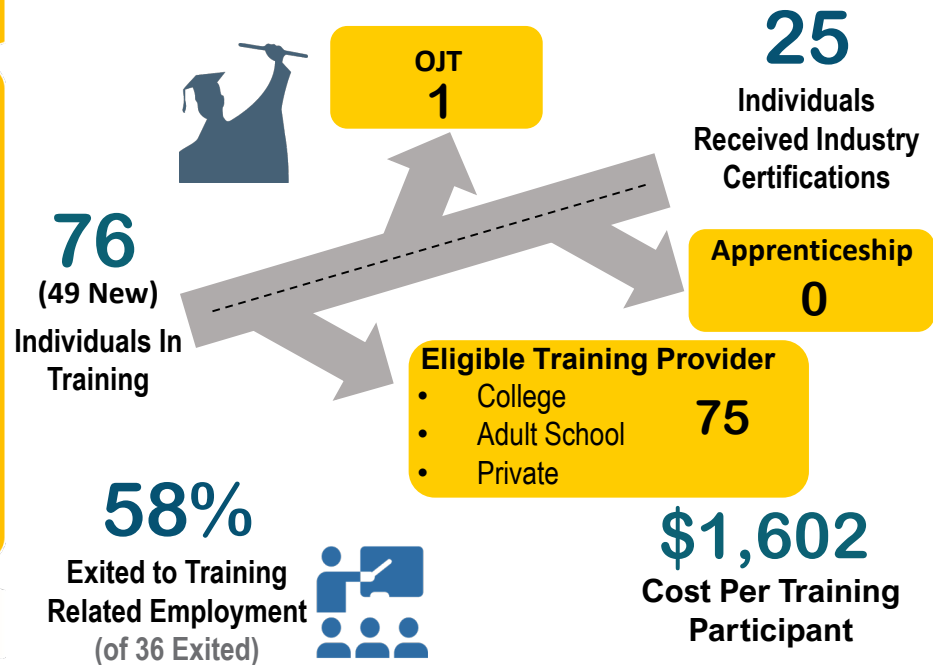 OJT
1
25
Individuals
Received Industry
Certifications
76
(49 New)
Individuals In
Training
Apprenticeship
0
Eligible Training Provider
• College
• Adult School
• Private
75
58%
Exited to Training
Related Employment
(of 36 Exited)
$1,602
Cost Per Training
Participant